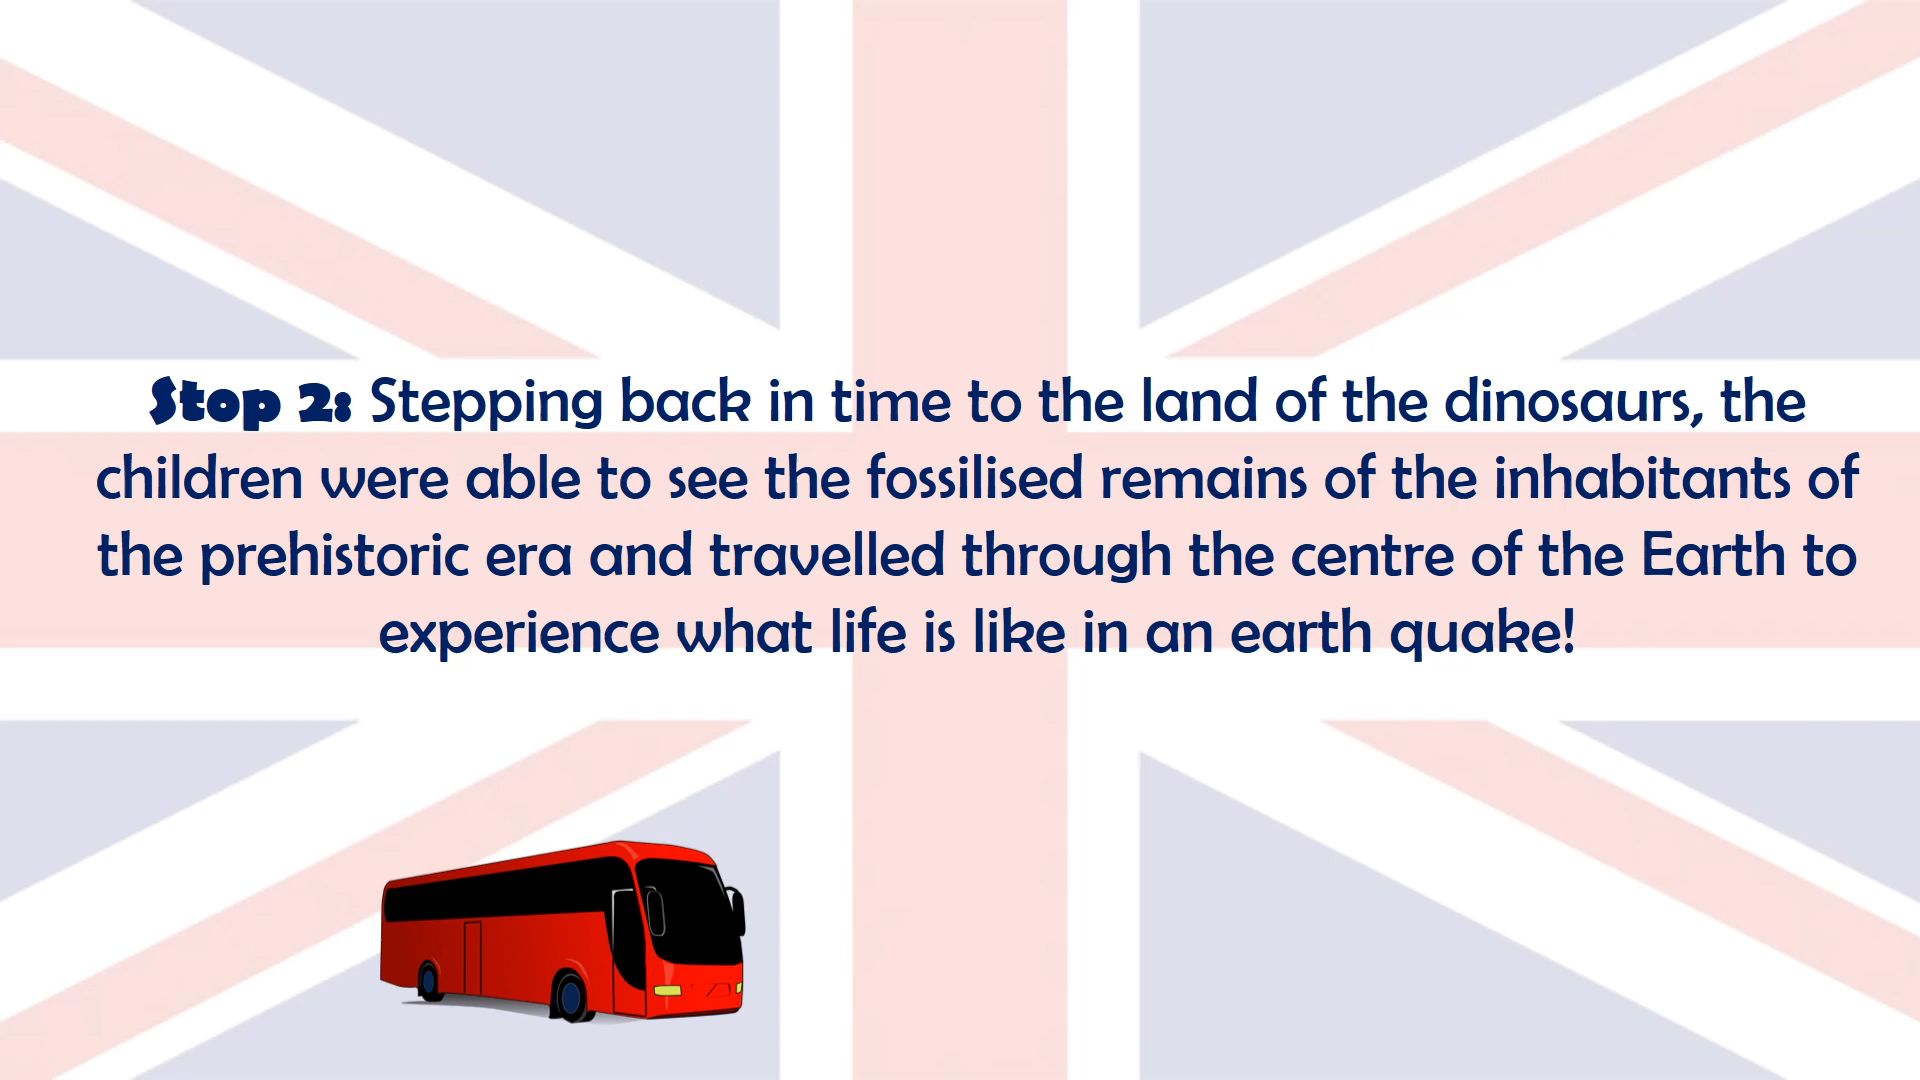 Stop 2: Stepping back in time to the land of the dinosaurs, the
children were able to see the fossilised remains of the inhabitants of
the prehistoric era and travelled through the centre of the Earth to
experience what life is like in an earth quake!